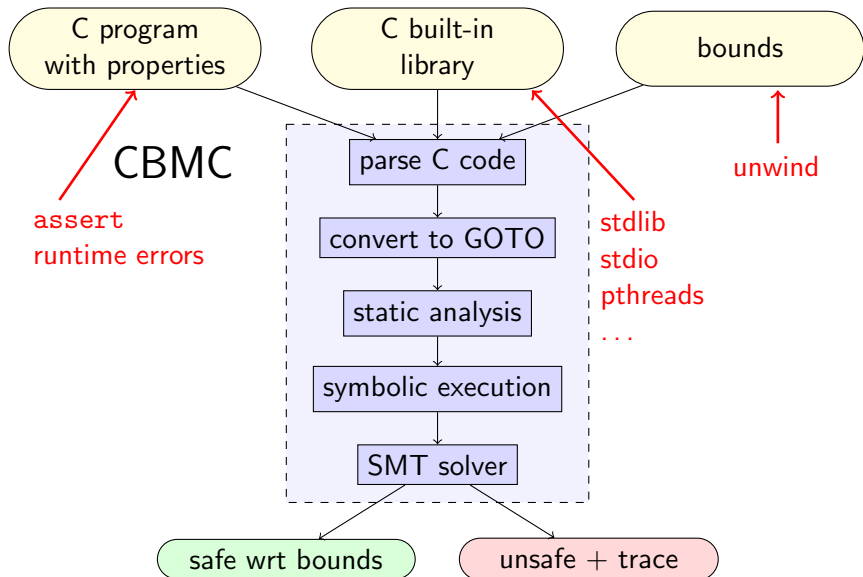 C program
with properties
C built-in
library
bounds
CBMC
parse C code
unwind
assert
runtime errors
stdlib
stdio
pthreads
...
convert to GOTO
static analysis
symbolic execution
SMT solver
safe wrt bounds
unsafe + trace